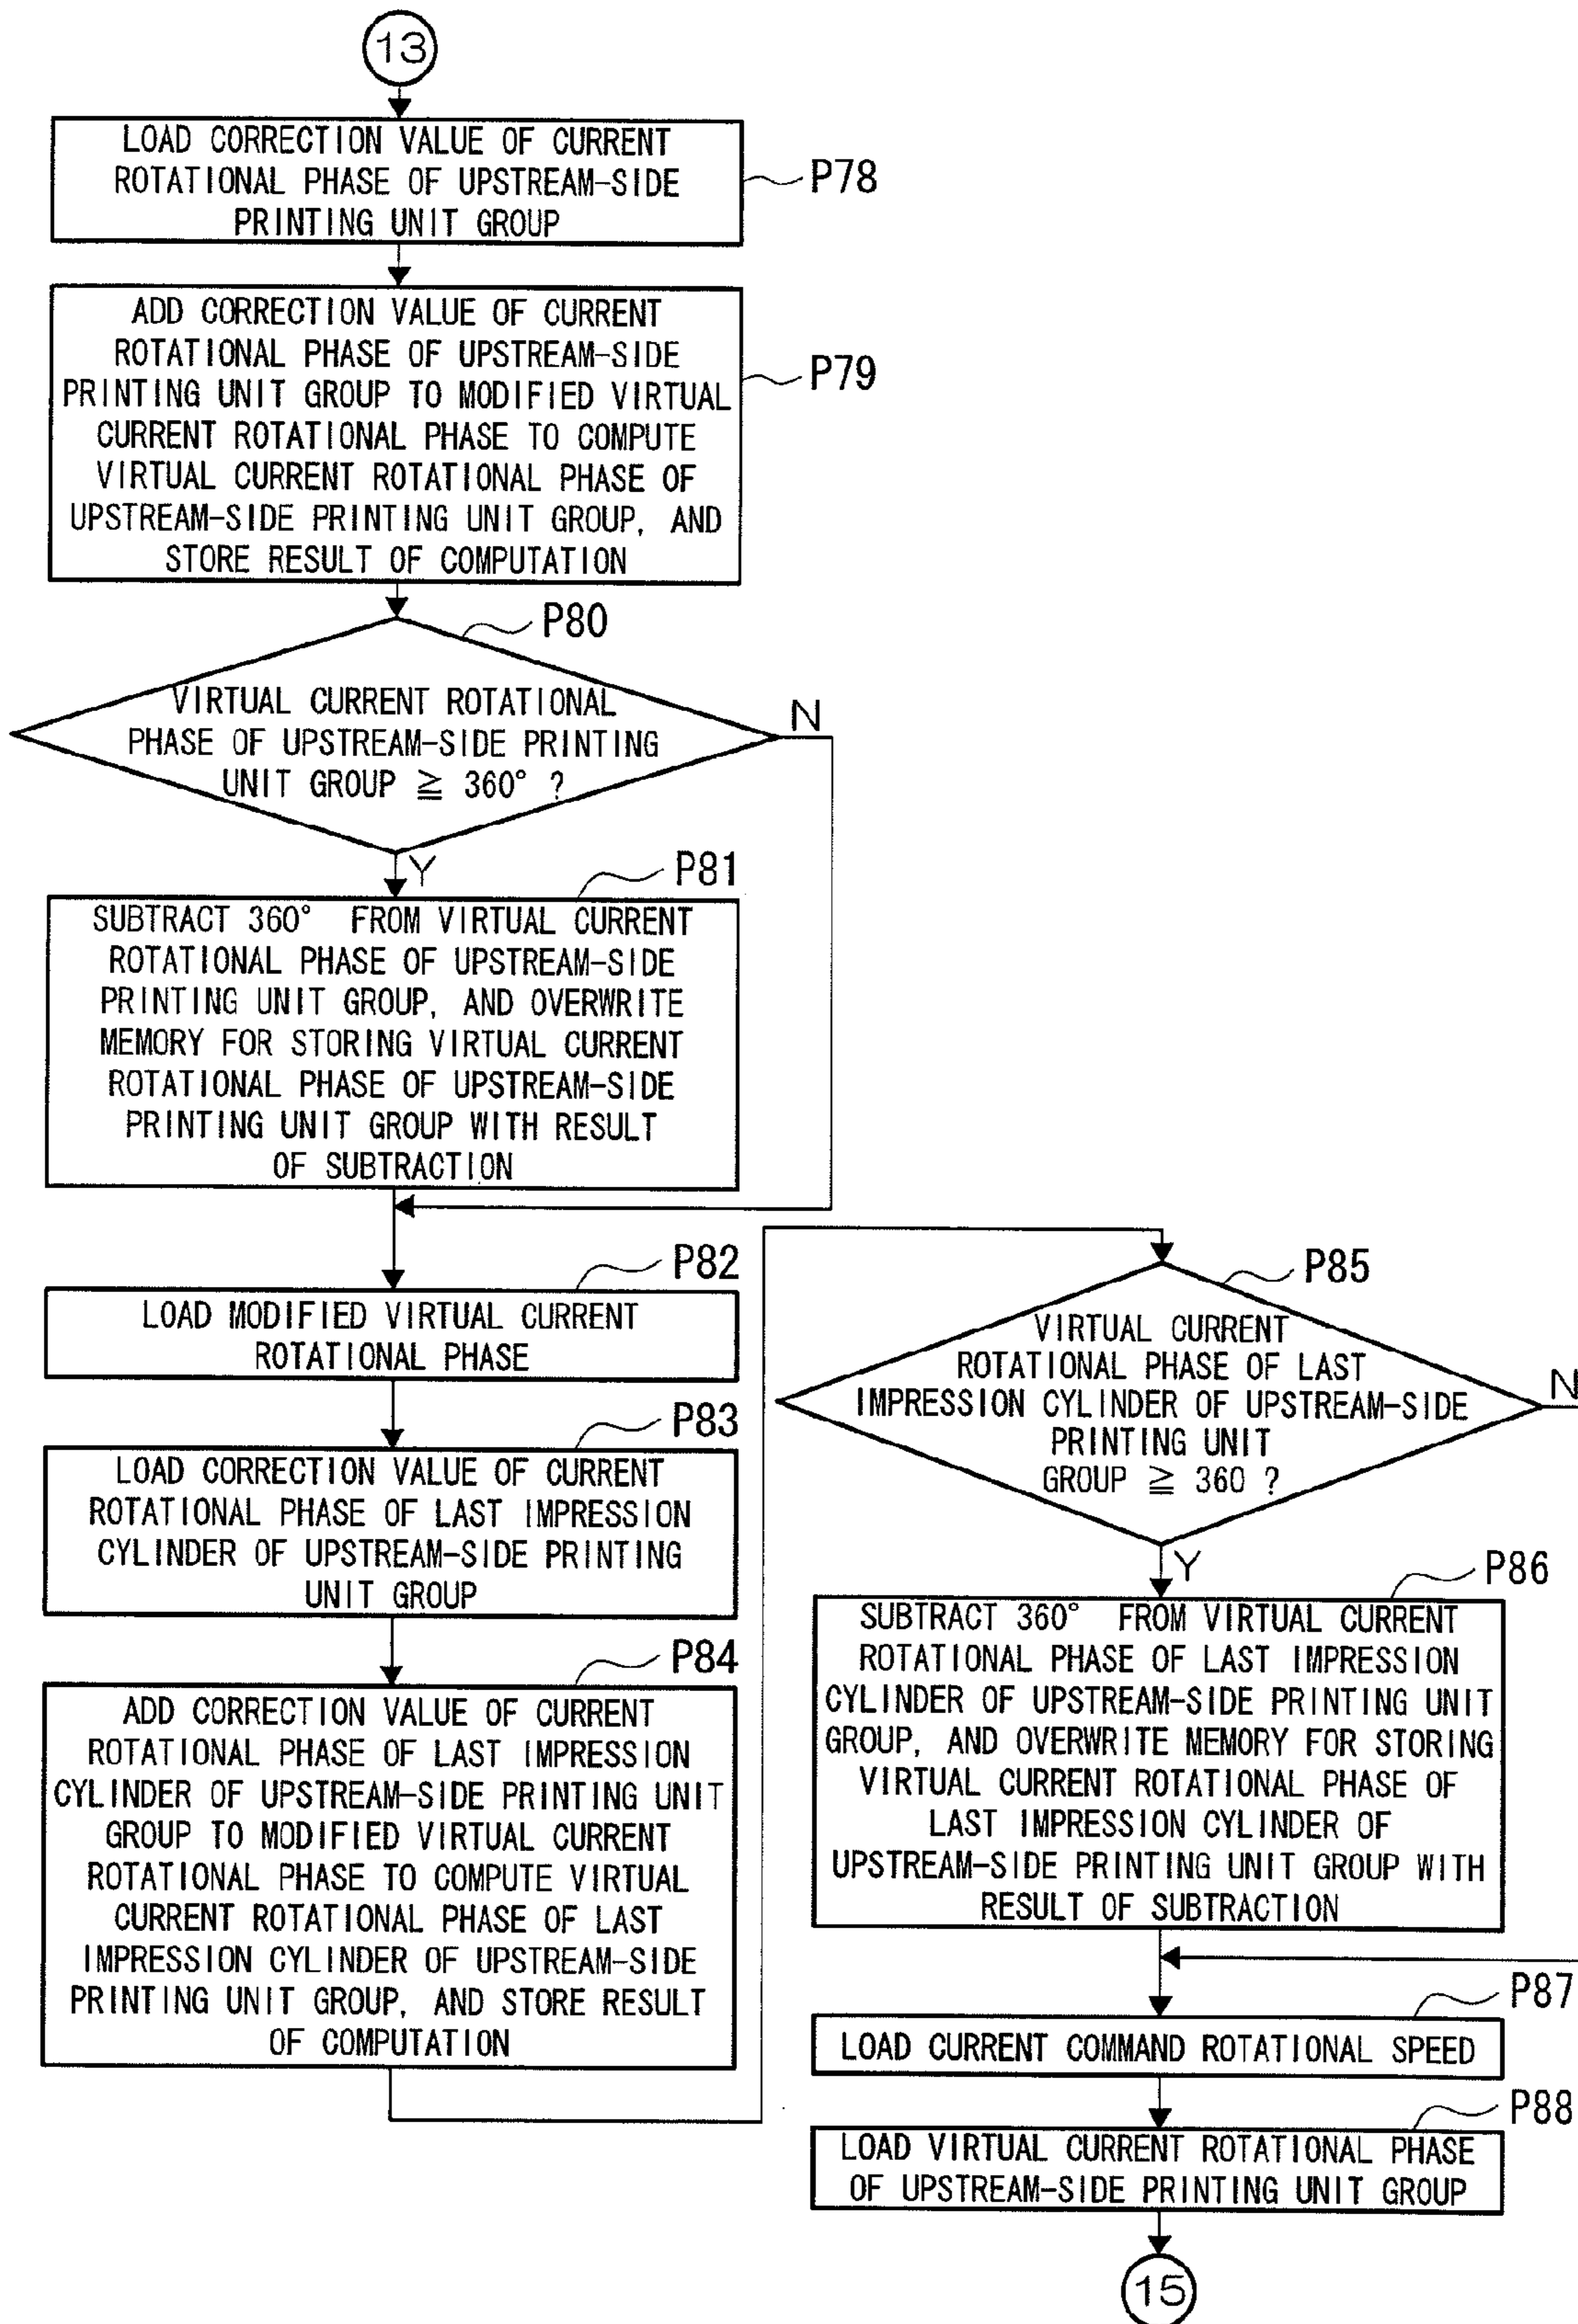 13
LOAD CORRECTION VALUE OF CURRENT
ROTATIONAL PHASE OF UPSTREAM-SIDE
PRINTING UNIT GROUP
P78
ADD CORRECTION VALUE OF CURRENT
ROTATIONAL PHASE OF UPSTREAM-SIDE
PRINTING UNIT GROUP TO MODIFIED VIRTUAL
CURRENT ROTATIONAL PHASE TO COMPUTE
VIRTUAL CURRENT ROTATIONAL PHASE OF
UPSTREAM-SIDE PRINTING UNIT GROUP, AND
STORE RESULT OF COMPUTATION
P79
P80
VIRTUAL CURRENT ROTATIONAL
PHASE OF UPSTREAM-SIDE PRINTING
UNIT GROUP ≧ 360° ?
N
Y
P81
SUBTRACT 360° FROM VIRTUAL CURRENT
ROTATIONAL PHASE OF UPSTREAM-SIDE
PRINTING UNIT GROUP, AND OVERWRITE
MEMORY FOR STORING VIRTUAL CURRENT
ROTATIONAL PHASE OF UPSTREAM-SIDE
PRINTING UNIT GROUP WITH RESULT
OF SUBTRACTION
P82
LOAD MODIFIED VIRTUAL CURRENT
ROTATIONAL PHASE
P83
LOAD CORRECTION VALUE OF CURRENT
ROTATIONAL PHASE OF LAST IMPRESSION
CYLINDER OF UPSTREAM-SIDE PRINTING
UNIT GROUP
P84
ADD CORRECTION VALUE OF CURRENT
ROTATIONAL PHASE OF LAST IMPRESSION
CYLINDER OF UPSTREAM-SIDE PRINTING UNIT
GROUP TO MODIFIED VIRTUAL CURRENT
ROTATIONAL PHASE TO COMPUTE VIRTUAL
CURRENT ROTATIONAL PHASE OF LAST
IMPRESSION CYLINDER OF UPSTREAM-SIDE
PRINTING UNIT GROUP, AND STORE RESULT
OF COMPUTATION
P85
VIRTUAL CURRENT
ROTATIONAL PHASE OF LAST
IMPRESSION CYLINDER OF UPSTREAM-SIDE
PRINTING UNIT
GROUP ≧ 360 ?
N
Y
P86
SUBTRACT 360° FROM VIRTUAL CURRENT
ROTATIONAL PHASE OF LAST IMPRESSION
CYLINDER OF UPSTREAM-SIDE PRINTING UNIT
GROUP, AND OVERWRITE MEMORY FOR STORING
VIRTUAL CURRENT ROTATIONAL PHASE OF
LAST IMPRESSION CYLINDER OF
UPSTREAM-SIDE PRINTING UNIT GROUP WITH
RESULT OF SUBTRACTION
P87
LOAD CURRENT COMMAND ROTATIONAL SPEED
P88
LOAD VIRTUAL CURRENT ROTATIONAL PHASE
OF UPSTREAM-SIDE PRINTING UNIT GROUP
15